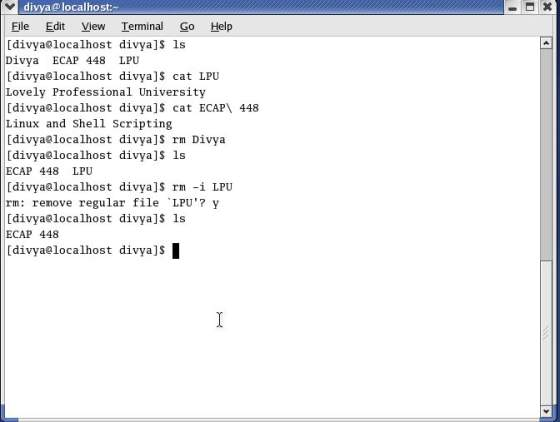 divya@localhost:~
File Edit View Terminal Go Help
[divya@localhost divya]$ ls
Divya  ECAP 448  LPU
[divya@localhost divya]$ cat LPU
Lovely Professional University
[divya@localhost divya]$ cat ECAP\ 448
Linux and Shell Scripting
[divya@localhost divya]$ rm Divya
[divya@localhost divya]$ ls
ECAP 448  LPU
[divya@localhost divya]$ rm -i LPU
rm: remove regular file `LPU'? y
[divya@localhost divya]$ ls
ECAP 448
[divya@localhost divya]$